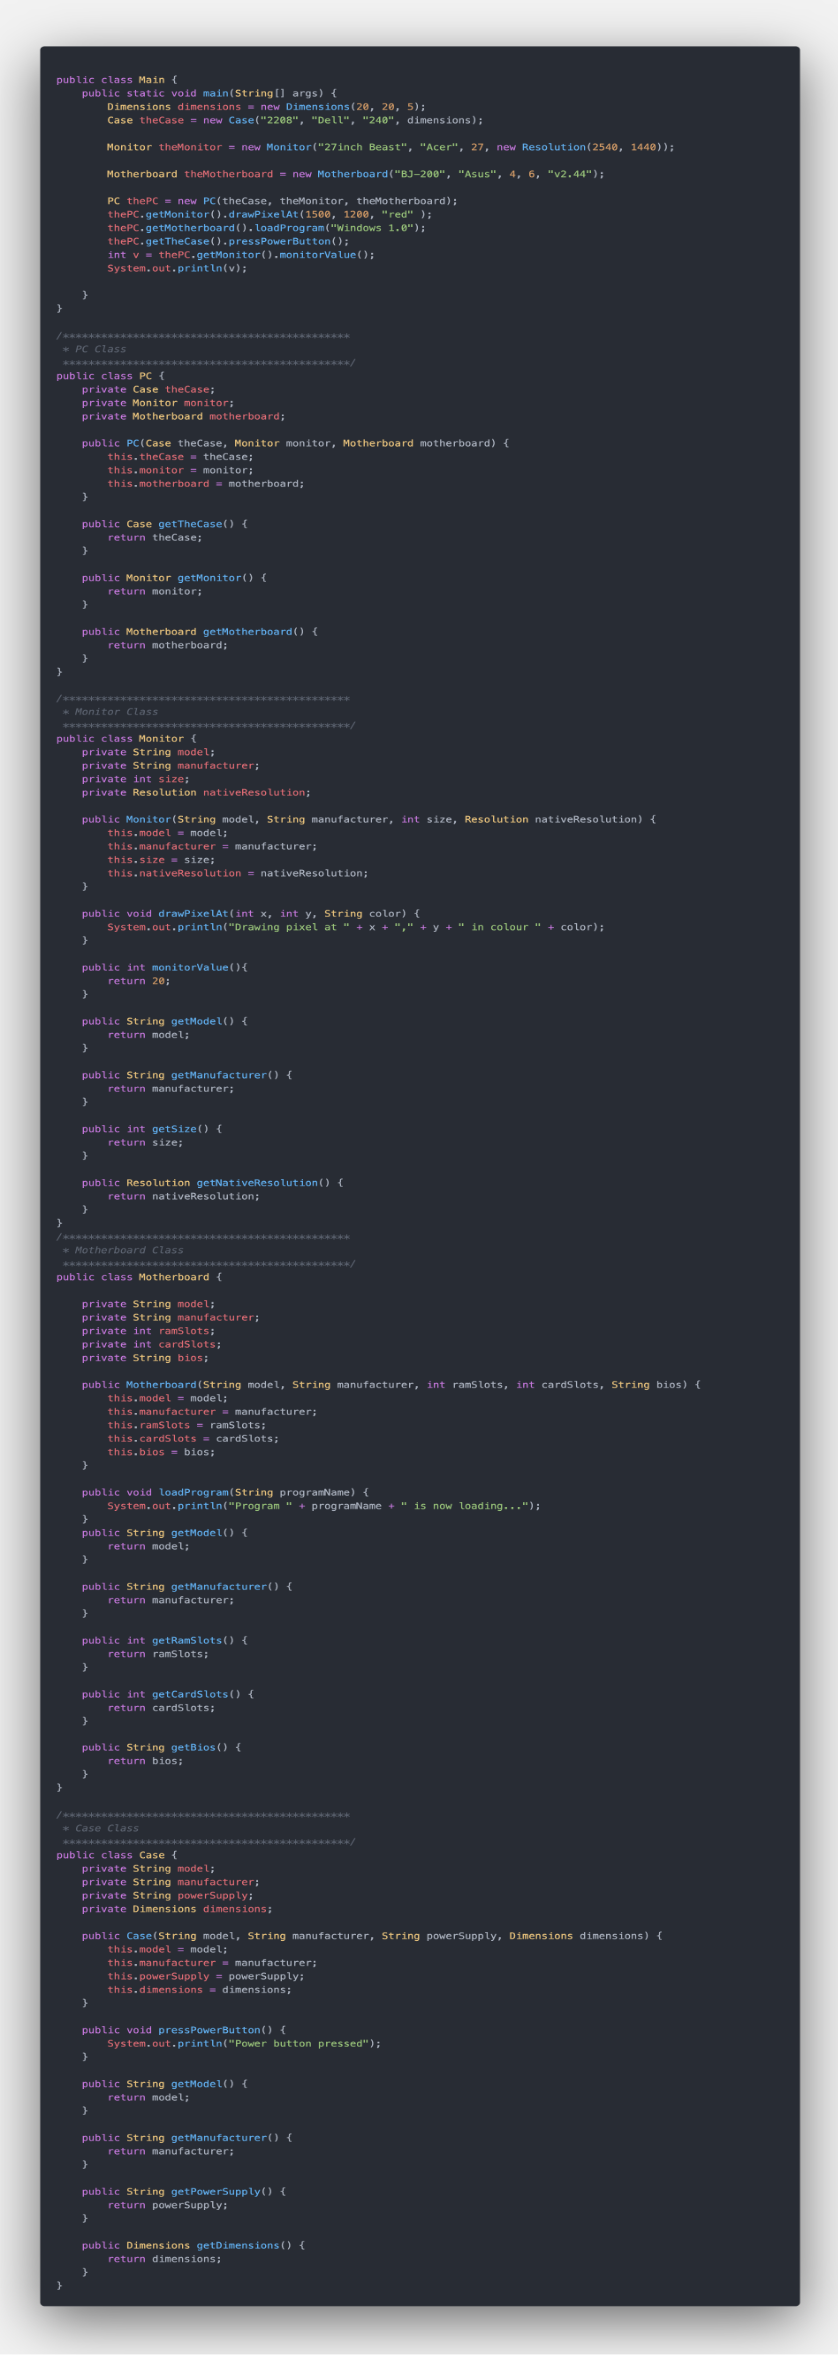 public class Main {
    public static void main(String[] args) {
        Dimensions dimensions = new Dimensions(20, 20, 5);
        Case theCase = new Case("2208", "Dell", "240", dimensions);

        Monitor theMonitor = new Monitor("27inch Beast", "Acer", 27, new Resolution(2540, 1440));

        Motherboard theMotherboard = new Motherboard("BJ-200", "Asus", 4, 6, "v2.44");

        PC thePC = new PC(theCase, theMonitor, theMotherboard);
        thePC.getMonitor().drawPixelAt(1500, 1200, "red" );
        thePC.getMotherboard().loadProgram("Windows 1.0");
        thePC.getTheCase().pressPowerButton();
        int v = thePC.getMonitor().monitorValue();
        System.out.println(v);

    }
}

/*********************************************
 * PC Class
 *********************************************/
public class PC {
    private Case theCase;
    private Monitor monitor;
    private Motherboard motherboard;

    public PC(Case theCase, Monitor monitor, Motherboard motherboard) {
        this.theCase = theCase;
        this.monitor = monitor;
        this.motherboard = motherboard;
    }

    public Case getTheCase() {
        return theCase;
    }

    public Monitor getMonitor() {
        return monitor;
    }

    public Motherboard getMotherboard() {
        return motherboard;
    }
}

/*********************************************
 * Monitor Class
 *********************************************/
public class Monitor {
    private String model;
    private String manufacturer;
    private int size;
    private Resolution nativeResolution;

    public Monitor(String model, String manufacturer, int size, Resolution nativeResolution) {
        this.model = model;
        this.manufacturer = manufacturer;
        this.size = size;
        this.nativeResolution = nativeResolution;
    }

    public void drawPixelAt(int x, int y, String color) {
        System.out.println("Drawing pixel at " + x + "," + y + " in colour " + color);
    }

    public int monitorValue(){
        return 20;
    }

    public String getModel() {
        return model;
    }

    public String getManufacturer() {
        return manufacturer;
    }

    public int getSize() {
        return size;
    }

    public Resolution getNativeResolution() {
        return nativeResolution;
    }
}
/*********************************************
 * Motherboard Class
 *********************************************/
public class Motherboard {

    private String model;
    private String manufacturer;
    private int ramSlots;
    private int cardSlots;
    private String bios;

    public Motherboard(String model, String manufacturer, int ramSlots, int cardSlots, String bios) {
        this.model = model;
        this.manufacturer = manufacturer;
        this.ramSlots = ramSlots;
        this.cardSlots = cardSlots;
        this.bios = bios;
    }

    public void loadProgram(String programName) {
        System.out.println("Program " + programName + " is now loading...");
    }
    public String getModel() {
        return model;
    }

    public String getManufacturer() {
        return manufacturer;
    }

    public int getRamSlots() {
        return ramSlots;
    }

    public int getCardSlots() {
        return cardSlots;
    }

    public String getBios() {
        return bios;
    }
}

/*********************************************
 * Case Class
 *********************************************/
public class Case {
    private String model;
    private String manufacturer;
    private String powerSupply;
    private Dimensions dimensions;

    public Case(String model, String manufacturer, String powerSupply, Dimensions dimensions) {
        this.model = model;
        this.manufacturer = manufacturer;
        this.powerSupply = powerSupply;
        this.dimensions = dimensions;
    }

    public void pressPowerButton() {
        System.out.println("Power button pressed");
    }

    public String getModel() {
        return model;
    }

    public String getManufacturer() {
        return manufacturer;
    }

    public String getPowerSupply() {
        return powerSupply;
    }

    public Dimensions getDimensions() {
        return dimensions;
    }
}